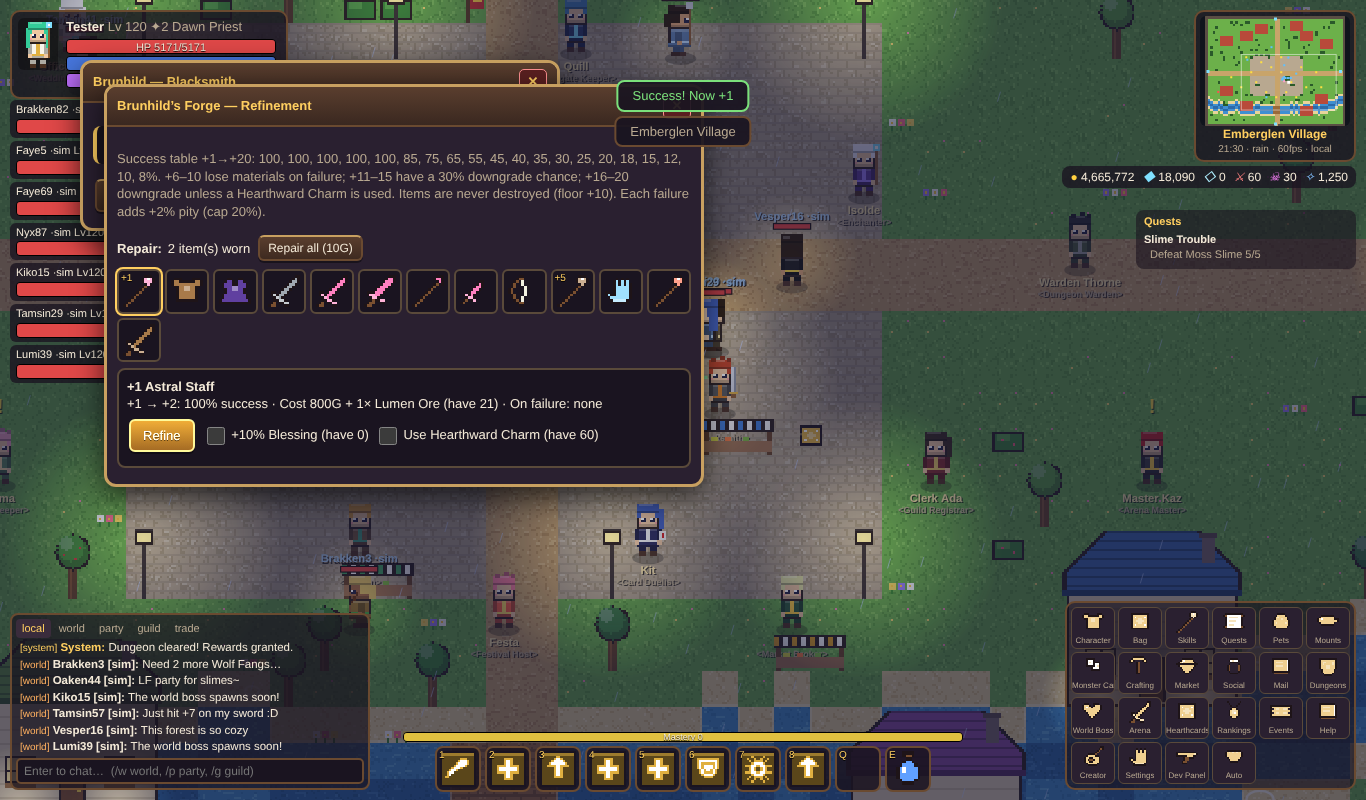 Tester Lv 120 ✦2 Dawn Priest
HP 5171/5171
Quill
Brunhild — Blacksmith
×
Brunhild's Forge — Refinement
Success! Now +1
Emberglen Village
Success table +1→+20: 100, 100, 100, 100, 100, 85, 75, 65, 55, 45, 40, 35, 30, 25, 20, 18, 15, 12,
10, 8%. +6–10 lose materials on failure; +11–15 have a 30% downgrade chance; +16–20
downgrade unless a Hearthward Charm is used. Items are never destroyed (floor +10). Each failure
adds +2% pity (cap 20%).
Repair: 2 item(s) worn
Repair all (10G)
+1
+5
+1 Astral Staff
+1 → +2: 100% success · Cost 800G + 1× Lumen Ore (have 21) · On failure: none
Refine
+10% Blessing (have 0)
Use Hearthward Charm (have 60)
Brakken82
Faye5
Faye69
Nyx87 ·sim
Kiko15 ·sim Lv120
Tamsin29 ·sim
Lumi39 ·sim Lv120
Emberglen Village
21:30 · rain · 60fps · local
4,665,772
18,090
0
60
30
1,250
Quests
Slime Trouble
Defeat Moss Slime 5/5
Vesper16 ·sim
Isolde
<Enchanter>
Warden Thorne
<Dungeon Warden>
29 ·sim
!
Clerk Ada
<Guild Registrar>
Master Kaz
<Arena Master>
Brakken3 ·sim
Kit
<Card Duelist>
Festa
<Festival Host>
local
world
party
guild
trade
[system] System: Dungeon cleared! Rewards granted.
[world] Brakken3 [sim]: Need 2 more Wolf Fangs…
[world] Oaken44 [sim]: LF party for slimes~
[world] Kiko15 [sim]: The world boss spawns soon!
[world] Tamsin57 [sim]: Just hit +7 on my sword :D
[world] Vesper16 [sim]: This forest is so cozy
[world] Lumi39 [sim]: The world boss spawns soon!
Enter to chat… (/w world, /p party, /g guild)
Mastery 0
1
2
3
4
5
6
7
8
Q
E
Character
Bag
Skills
Quests
Pets
Mounts
Monster Ca
Crafting
Market
Social
Mail
Dungeons
World Boss
Arena
Hearthcards
Rankings
Events
Help
Creator
Settings
Dev Panel
Auto